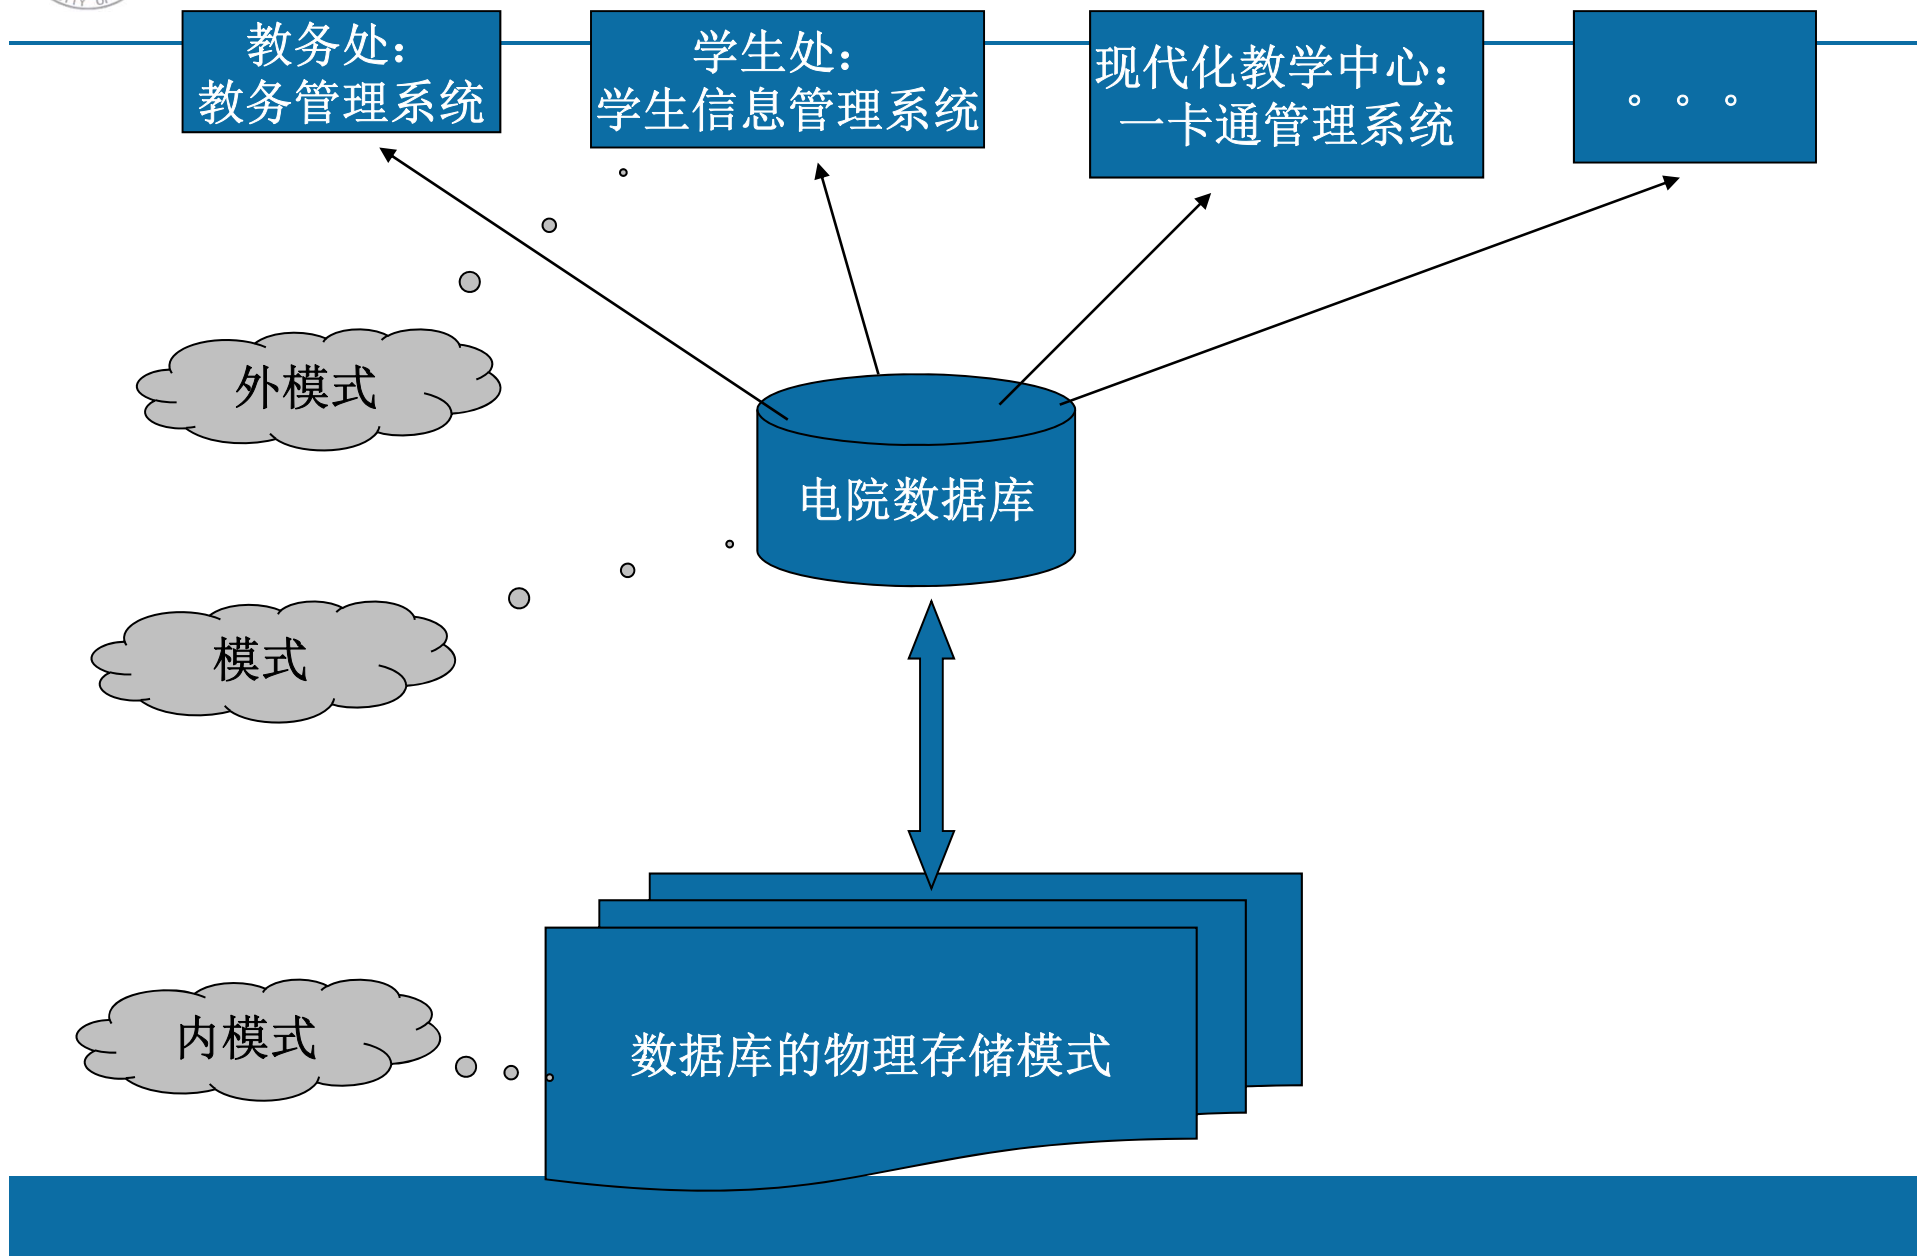 教务处：
教务管理系统
学生处：
学生信息管理系统
现代化教学中心：
一卡通管理系统
。。。
外模式
电院数据库
模式
内模式
数据库的物理存储模式